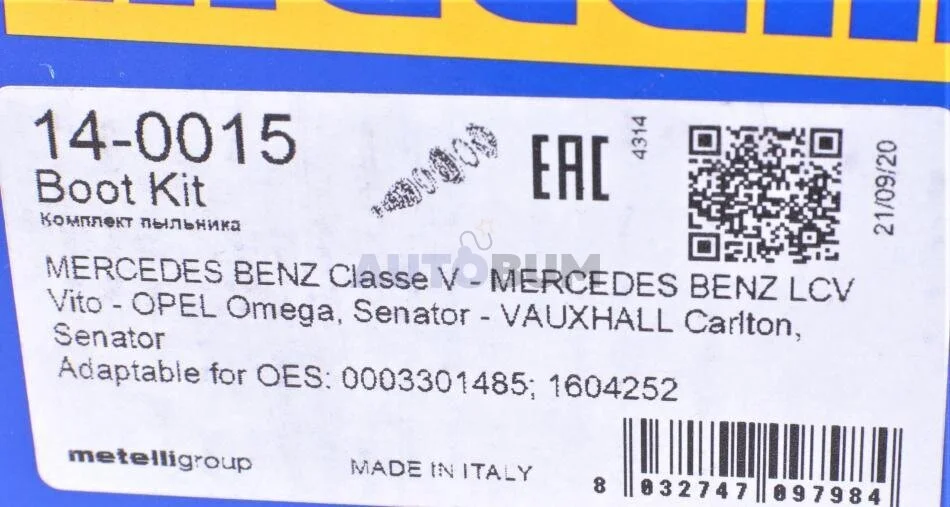 14-0015
Boot Kit
Комплект пыльника
EAC
4314
21/09/20
AUTOBUM
MERCEDES BENZ Classe V - MERCEDES BENZ LCV
Vito - OPEL Omega, Senator - VAUXHALL Carlton,
Senator
Adaptable for OES: 0003301485; 1604252
metelligroup
MADE IN ITALY
8 032747 097984